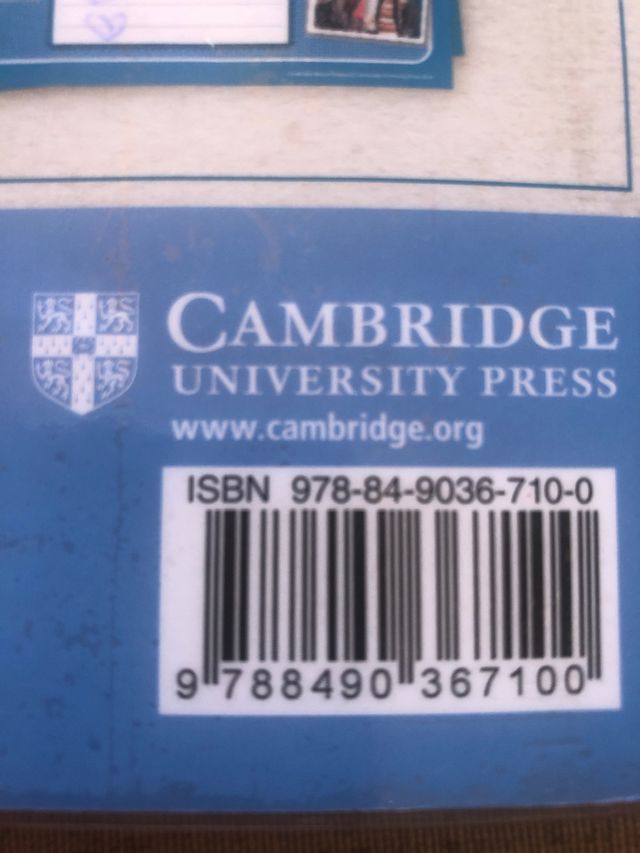 CAMBRIDGE
UNIVERSITY PRESS
www.cambridge.org
ISBN 978-84-9036-710-0
9 788490 367100